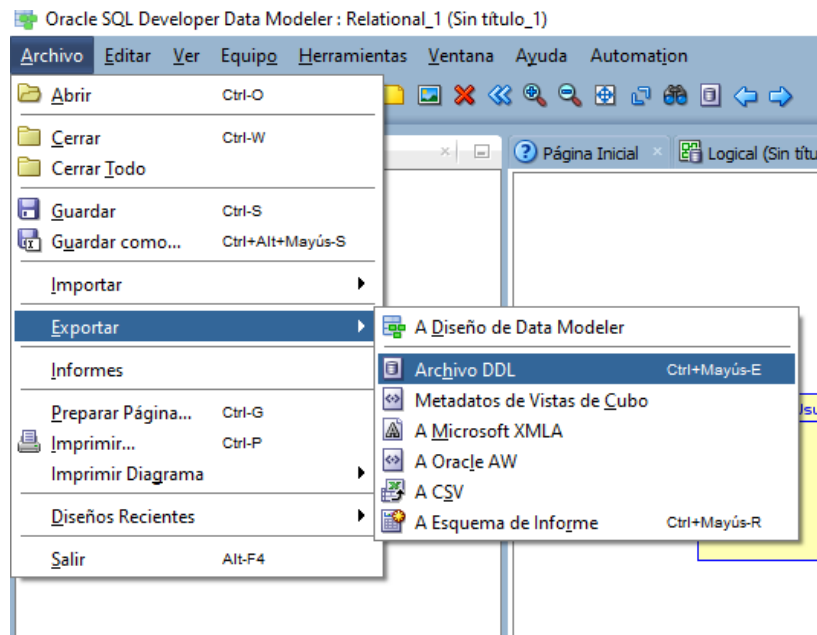 Oracle SQL Developer Data Modeler : Relational_1 (Sin título_1)
Archivo Editar Ver Equipo Herramientas Ventana Ayuda Automation
Abrir Ctrl-O
Cerrar Ctrl-W
Cerrar Todo
Página Inicial Logical (Sin títu
Guardar Ctrl-S
Guardar como... Ctrl+Alt+Mayús-S
Importar
Exportar
Informes
Preparar Página... Ctrl-G
Imprimir... Ctrl-P
Imprimir Diagrama
Diseños Recientes
Salir Alt-F4
A Diseño de Data Modeler
Archivo DDL Ctrl+Mayús-E
Metadatos de Vistas de Cubo
A Microsoft XMLA
A Oracle AW
A CSV
A Esquema de Informe Ctrl+Mayús-R